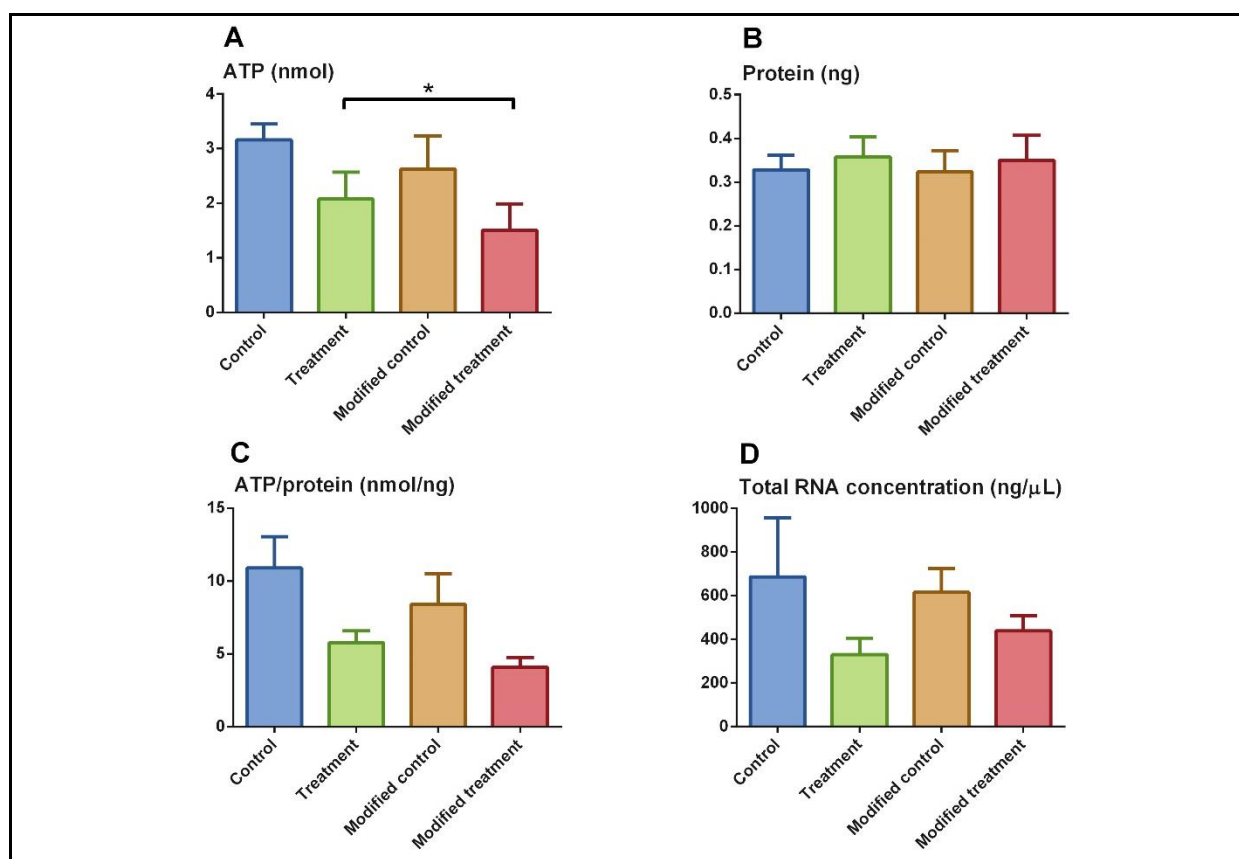 A
ATP (nmol)
4
3
2
1
0
*
Control
Treatment
Modified control
Modified treatment
B
Protein (ng)
0.5
0.4
0.3
0.2
0.1
0.0
Control
Treatment
Modified control
Modified treatment
C
ATP/protein (nmol/ng)
15
10
5
0
Control
Treatment
Modified control
Modified treatment
D
Total RNA concentration (ng/μL)
1000
800
600
400
200
0
Control
Treatment
Modified control
Modified treatment